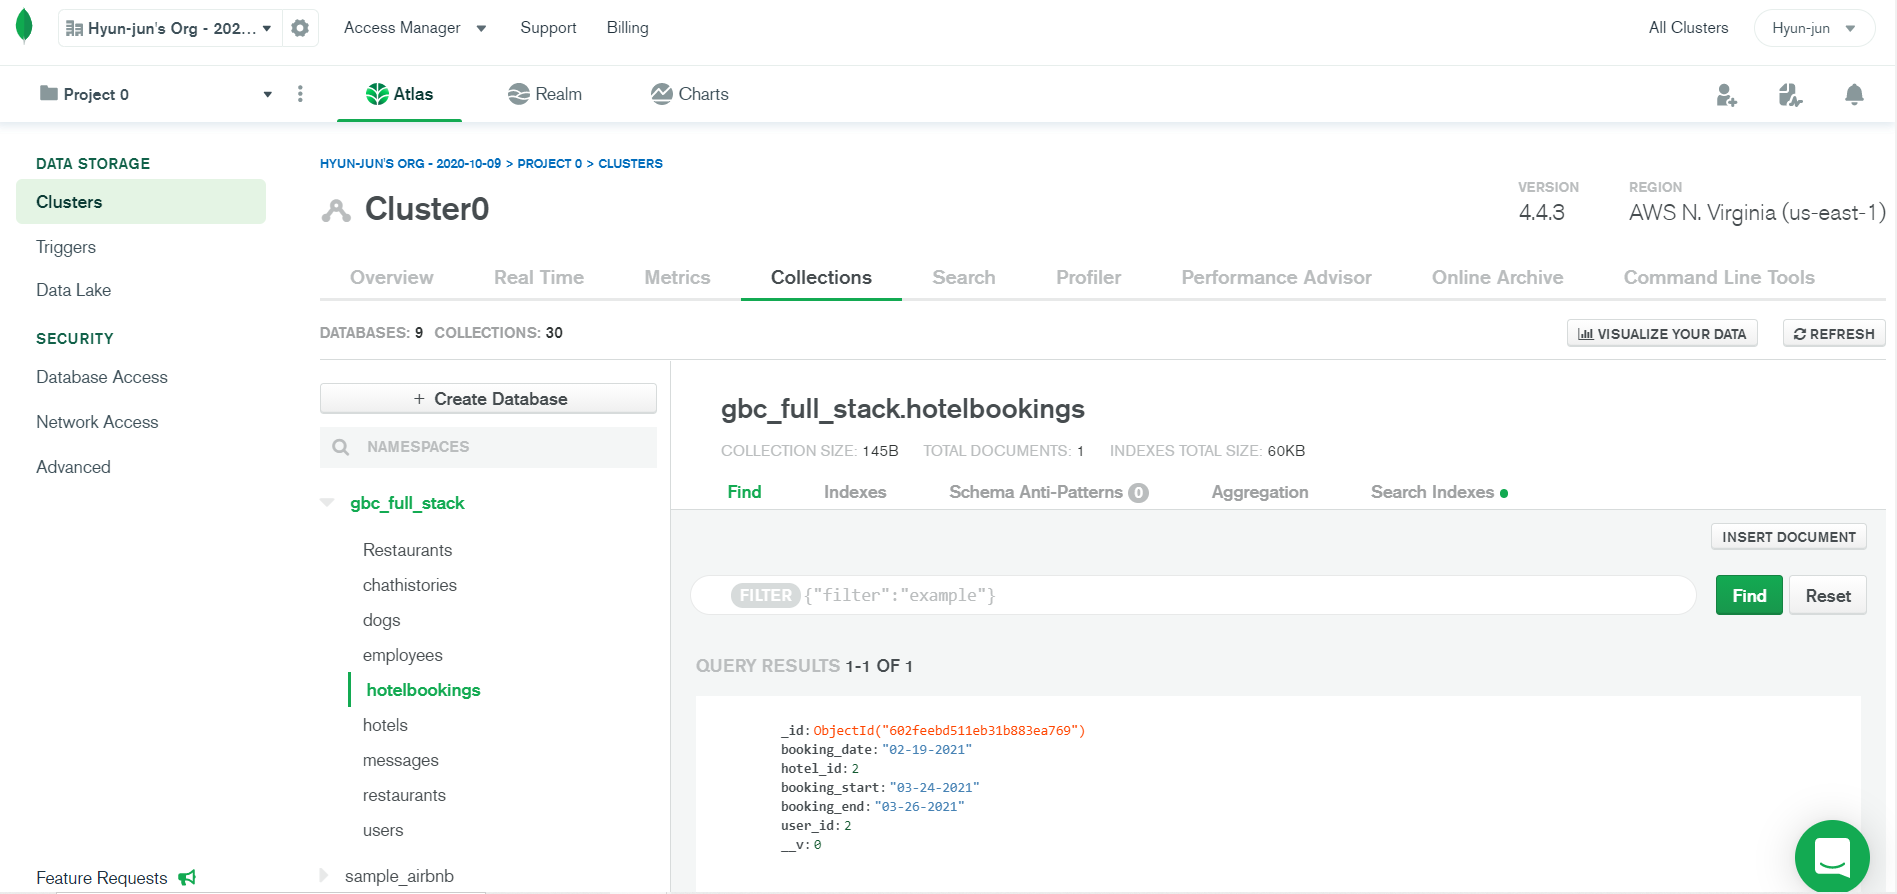 Hyun-jun's Org - 202...
Access Manager
Support
Billing
All Clusters
Hyun-jun
Project 0
Atlas
Realm
Charts
DATA STORAGE
Clusters
Triggers
Data Lake
SECURITY
Database Access
Network Access
Advanced
Feature Requests
HYUN-JUN'S ORG - 2020-10-09 > PROJECT 0 > CLUSTERS
Cluster0
VERSION
4.4.3
REGION
AWS N. Virginia (us-east-1)
Overview
Real Time
Metrics
Collections
Search
Profiler
Performance Advisor
Online Archive
Command Line Tools
DATABASES: 9 COLLECTIONS: 30
VISUALIZE YOUR DATA
REFRESH
+ Create Database
NAMESPACES
gbc_full_stack
Restaurants
chathistories
dogs
employees
hotelbookings
hotels
messages
restaurants
users
sample_airbnb
gbc_full_stack.hotelbookings
COLLECTION SIZE: 145B TOTAL DOCUMENTS: 1 INDEXES TOTAL SIZE: 60KB
Find
Indexes
Schema Anti-Patterns 0
Aggregation
Search Indexes
INSERT DOCUMENT
FILTER {"filter":"example"}
Find
Reset
QUERY RESULTS 1-1 OF 1
_id: ObjectId("602feebd511eb31b883ea769")
booking_date: "02-19-2021"
hotel_id: 2
booking_start: "03-24-2021"
booking_end: "03-26-2021"
user_id: 2
__v: 0